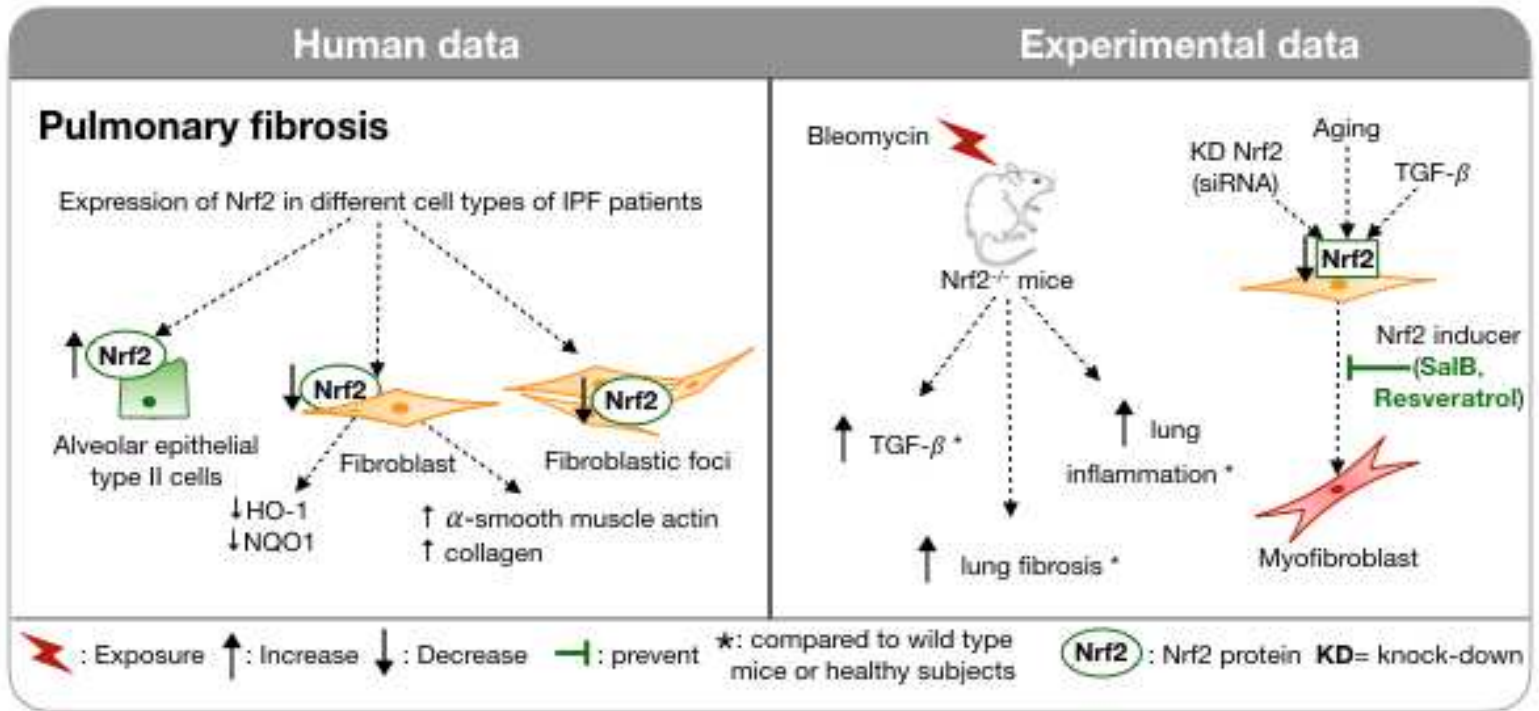 Human data
Experimental data
Pulmonary fibrosis
Expression of Nrf2 in different cell types of IPF patients
Nrf2
Alveolar epithelial
type II cells
Nrf2
Fibroblast
↓HO-1
↓NQO1
↑ α-smooth muscle actin
↑ collagen
Nrf2
Fibroblastic foci
Bleomycin
Nrf2-/- mice
↑ TGF-β *
↑ lung fibrosis *
↑ lung
inflammation *
KD Nrf2
(siRNA)
Aging
TGF-β
Nrf2
Nrf2 inducer
(SalB,
Resveratrol)
Myofibroblast
: Exposure
↑ : Increase
↓ : Decrease
: prevent
*: compared to wild type
mice or healthy subjects
Nrf2 : Nrf2 protein
KD= knock-down